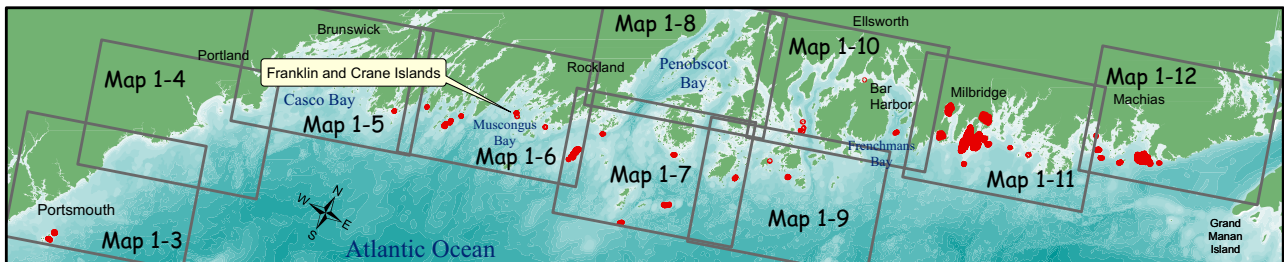 Map 1-8
Ellsworth
Brunswick
Map 1-10
Portland
Map 1-4
Franklin and Crane Islands
Rockland
Penobscot
Bay
Map 1-12
Bar
Harbor
Milbridge
Machias
Casco Bay
Map 1-5
Muscongus
Bay
Map 1-6
Frenchmans
Bay
Map 1-7
Map 1-11
Portsmouth
Map 1-3
N
W
E
S
Map 1-9
Atlantic Ocean
Grand
Manan
Island